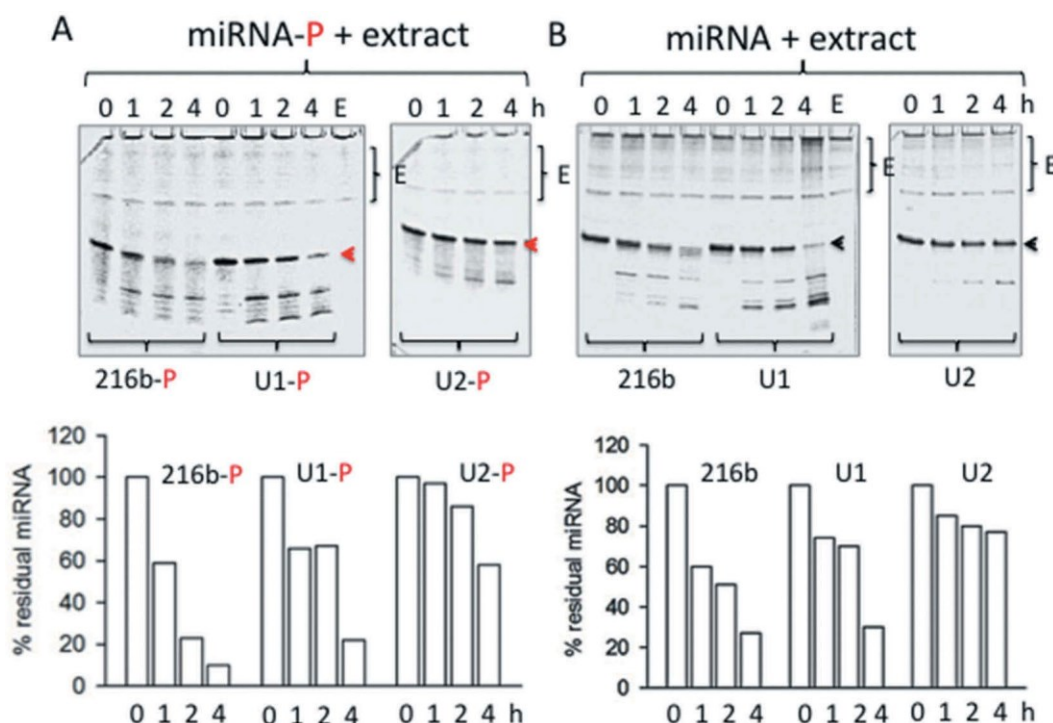 A miRNA-P + extract
0 1 2 4 0 1 2 4 E 0 1 2 4 h
E E
216b-P U1-P U2-P
B miRNA + extract
0 1 2 4 0 1 2 4 E 0 1 2 4 h
E E
216b U1 U2
% residual miRNA
120
100
80
60
40
20
0
216b-P U1-P U2-P
0 1 2 4 0 1 2 4 0 1 2 4 h
% residual miRNA
120
100
80
60
40
20
0
216b U1 U2
0 1 2 4 0 1 2 4 0 1 2 4 h